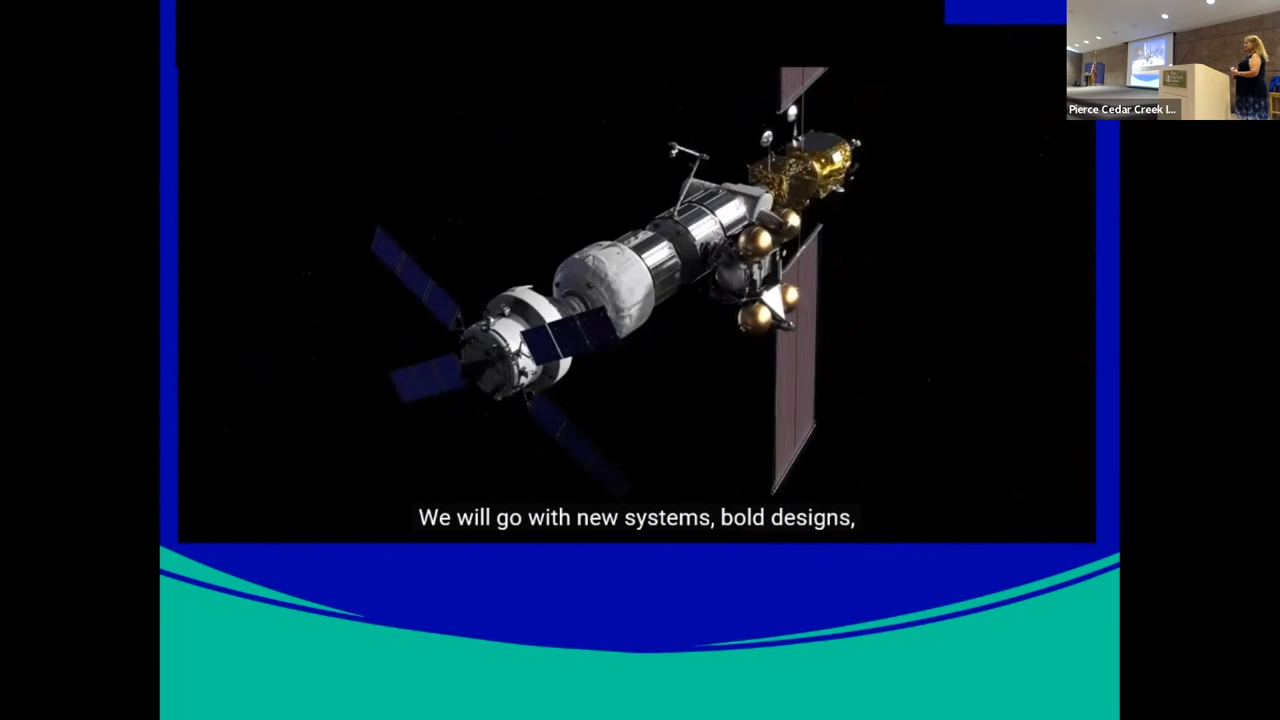 Pierce Cedar Creek I...
We will go with new systems, bold designs,